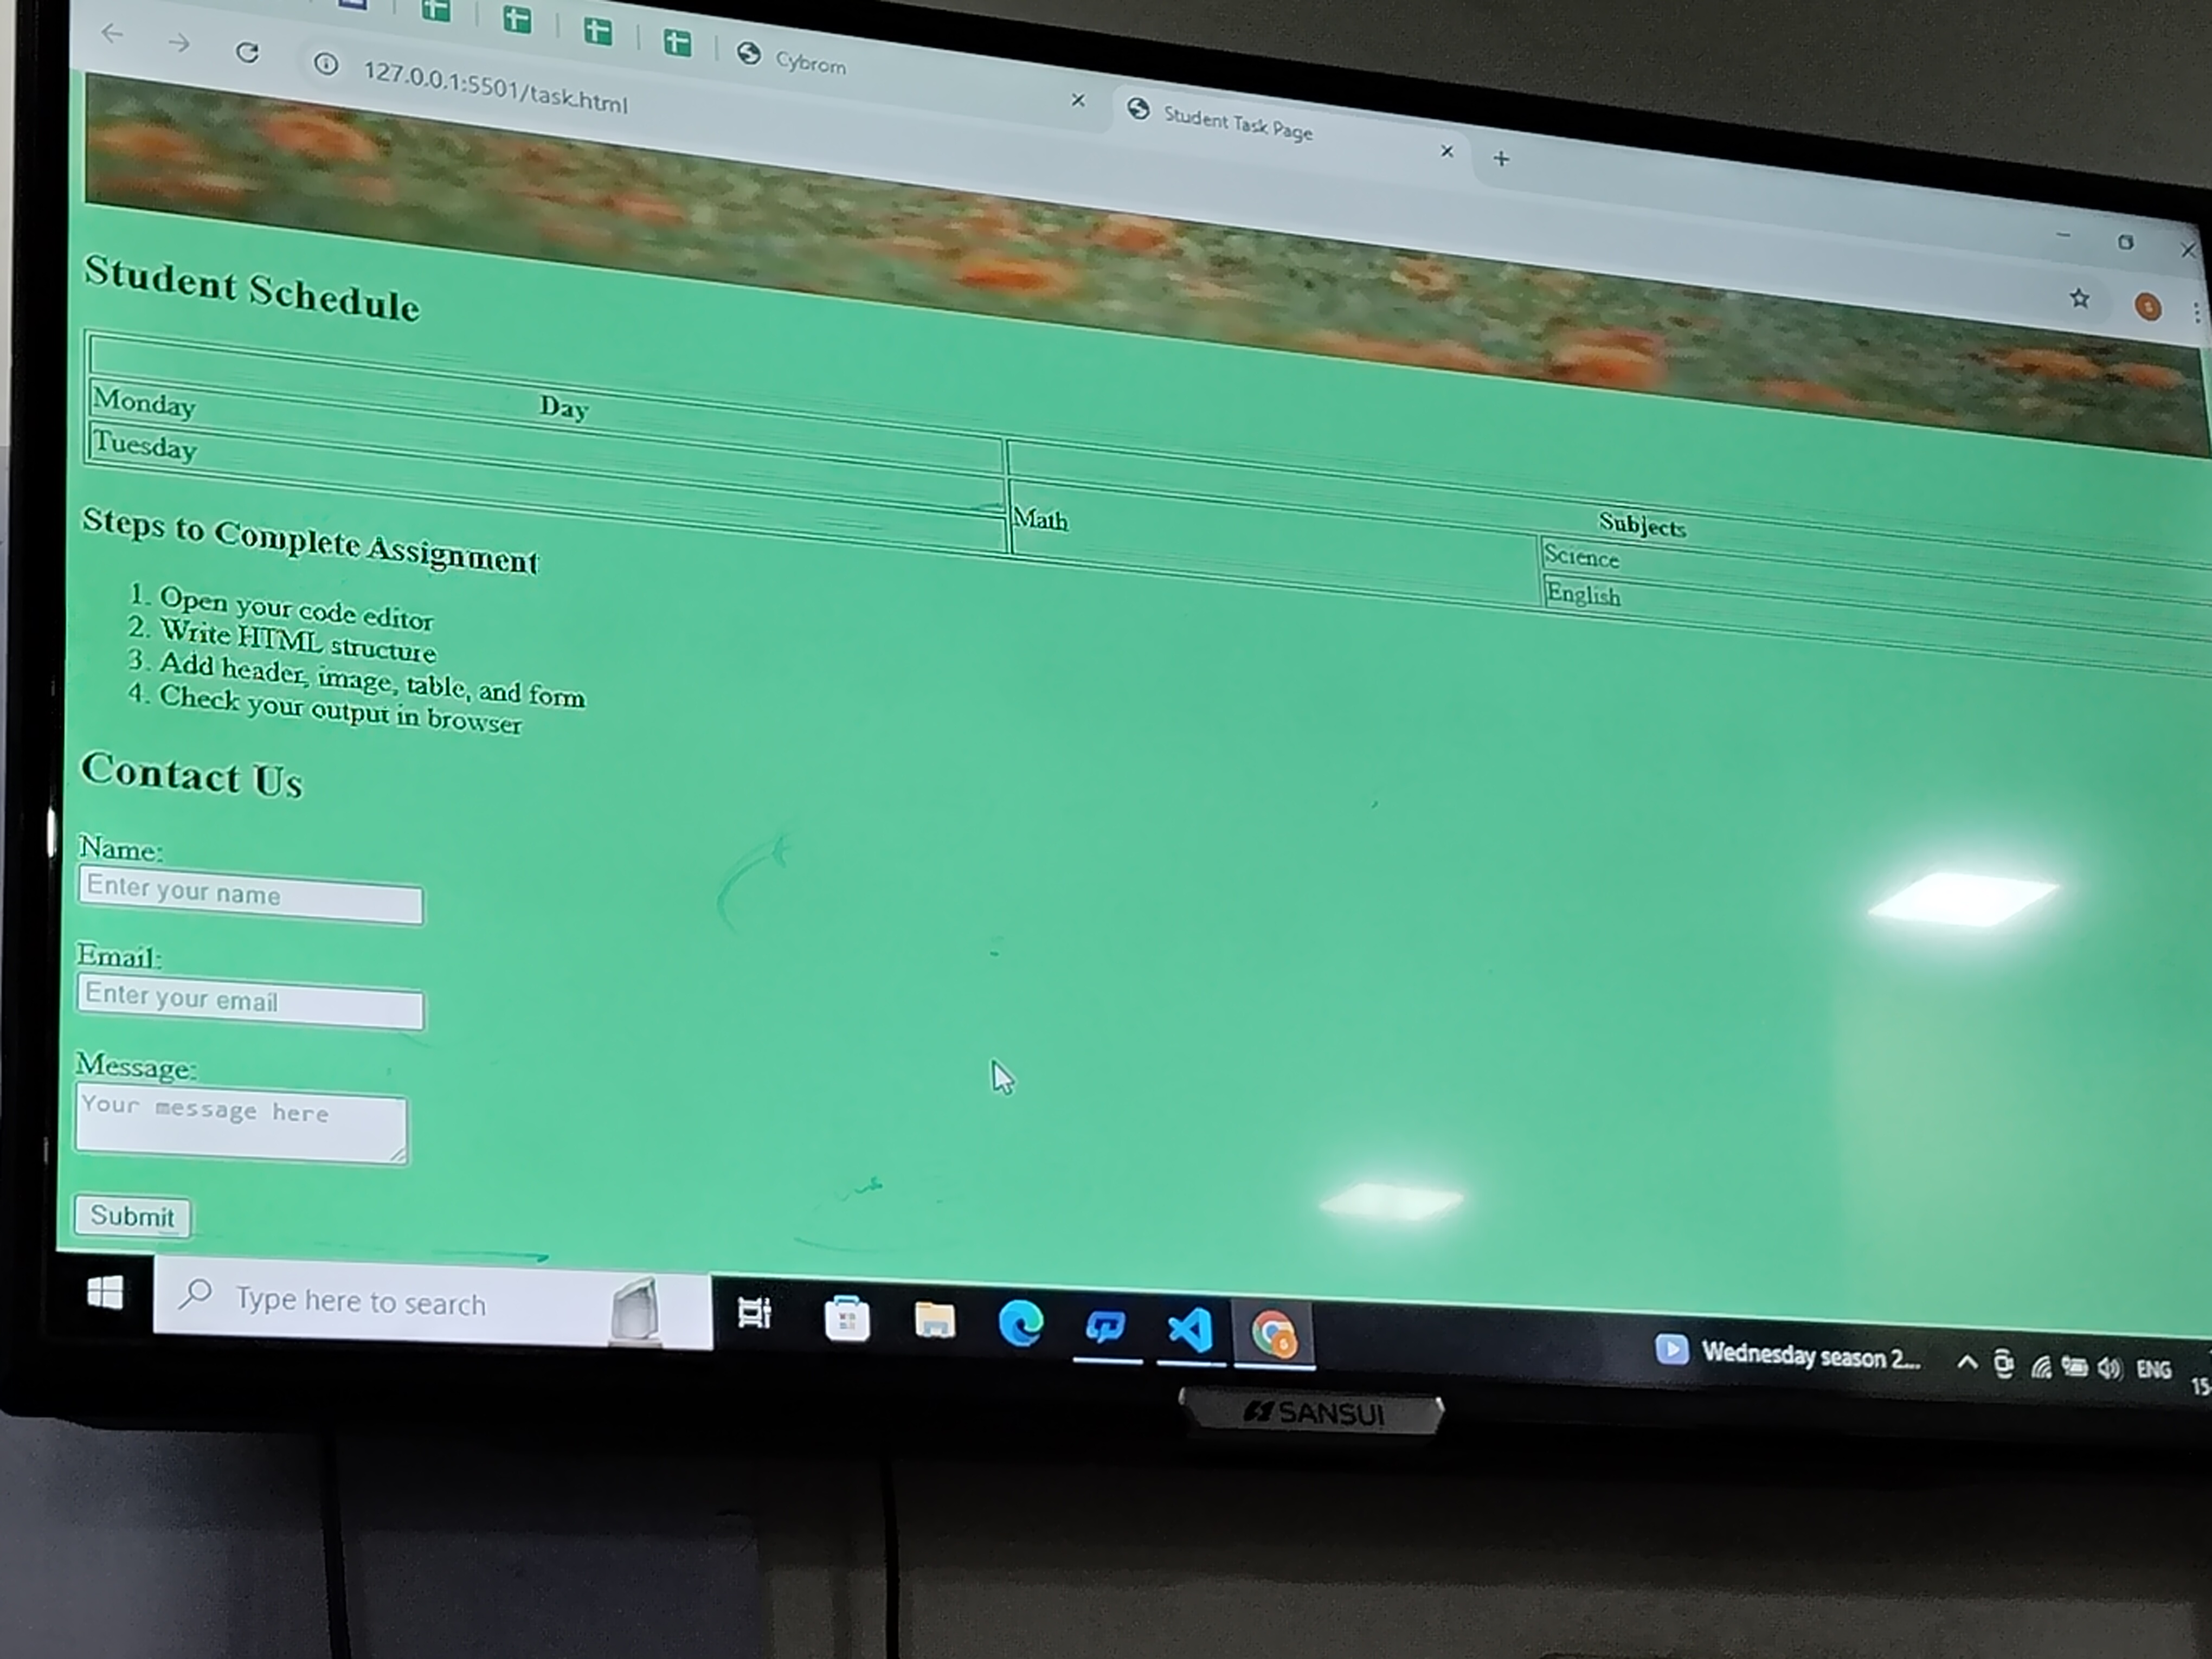 Cybrom
Student Task Page
127.0.0.1:5501/task.html
Student Schedule
Day
Subjects
Monday
Math
Science
Tuesday
English
Steps to Complete Assignment
1. Open your code editor
2. Write HTML structure
3. Add header, image, table, and form
4. Check your output in browser
Contact Us
Name:
Enter your name
Email:
Enter your email
Message:
Your message here
Submit
Type here to search
Wednesday season 2...
ENG
SANSUI